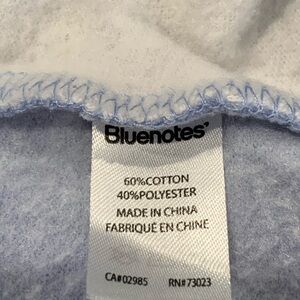 Bluenotes'
60%COTTON
40%POLYESTER
MADE IN CHINA
FABRIQUÉ EN CHINE
CA#02985 RN#73023